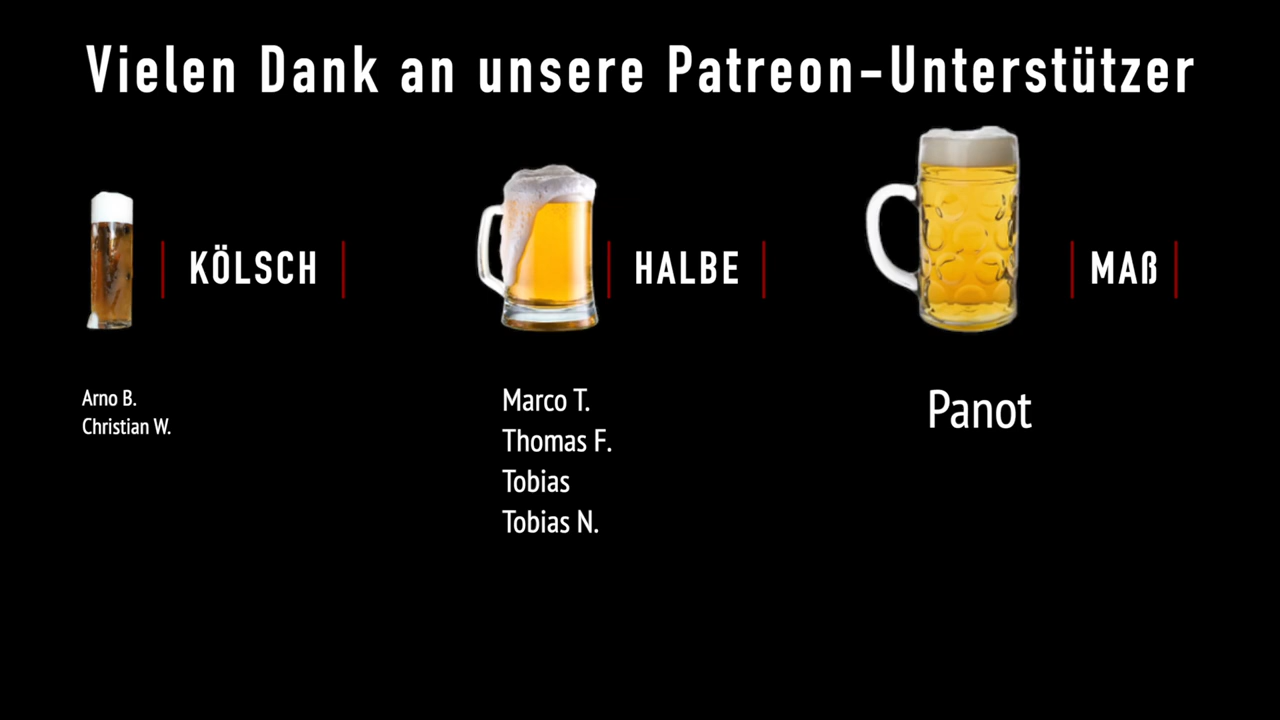 Vielen Dank an unsere Patreon-Unterstützer
KÖLSCH
HALBE
MAß
Arno B.
Christian W.
Marco T.
Thomas F.
Tobias
Tobias N.
Panot